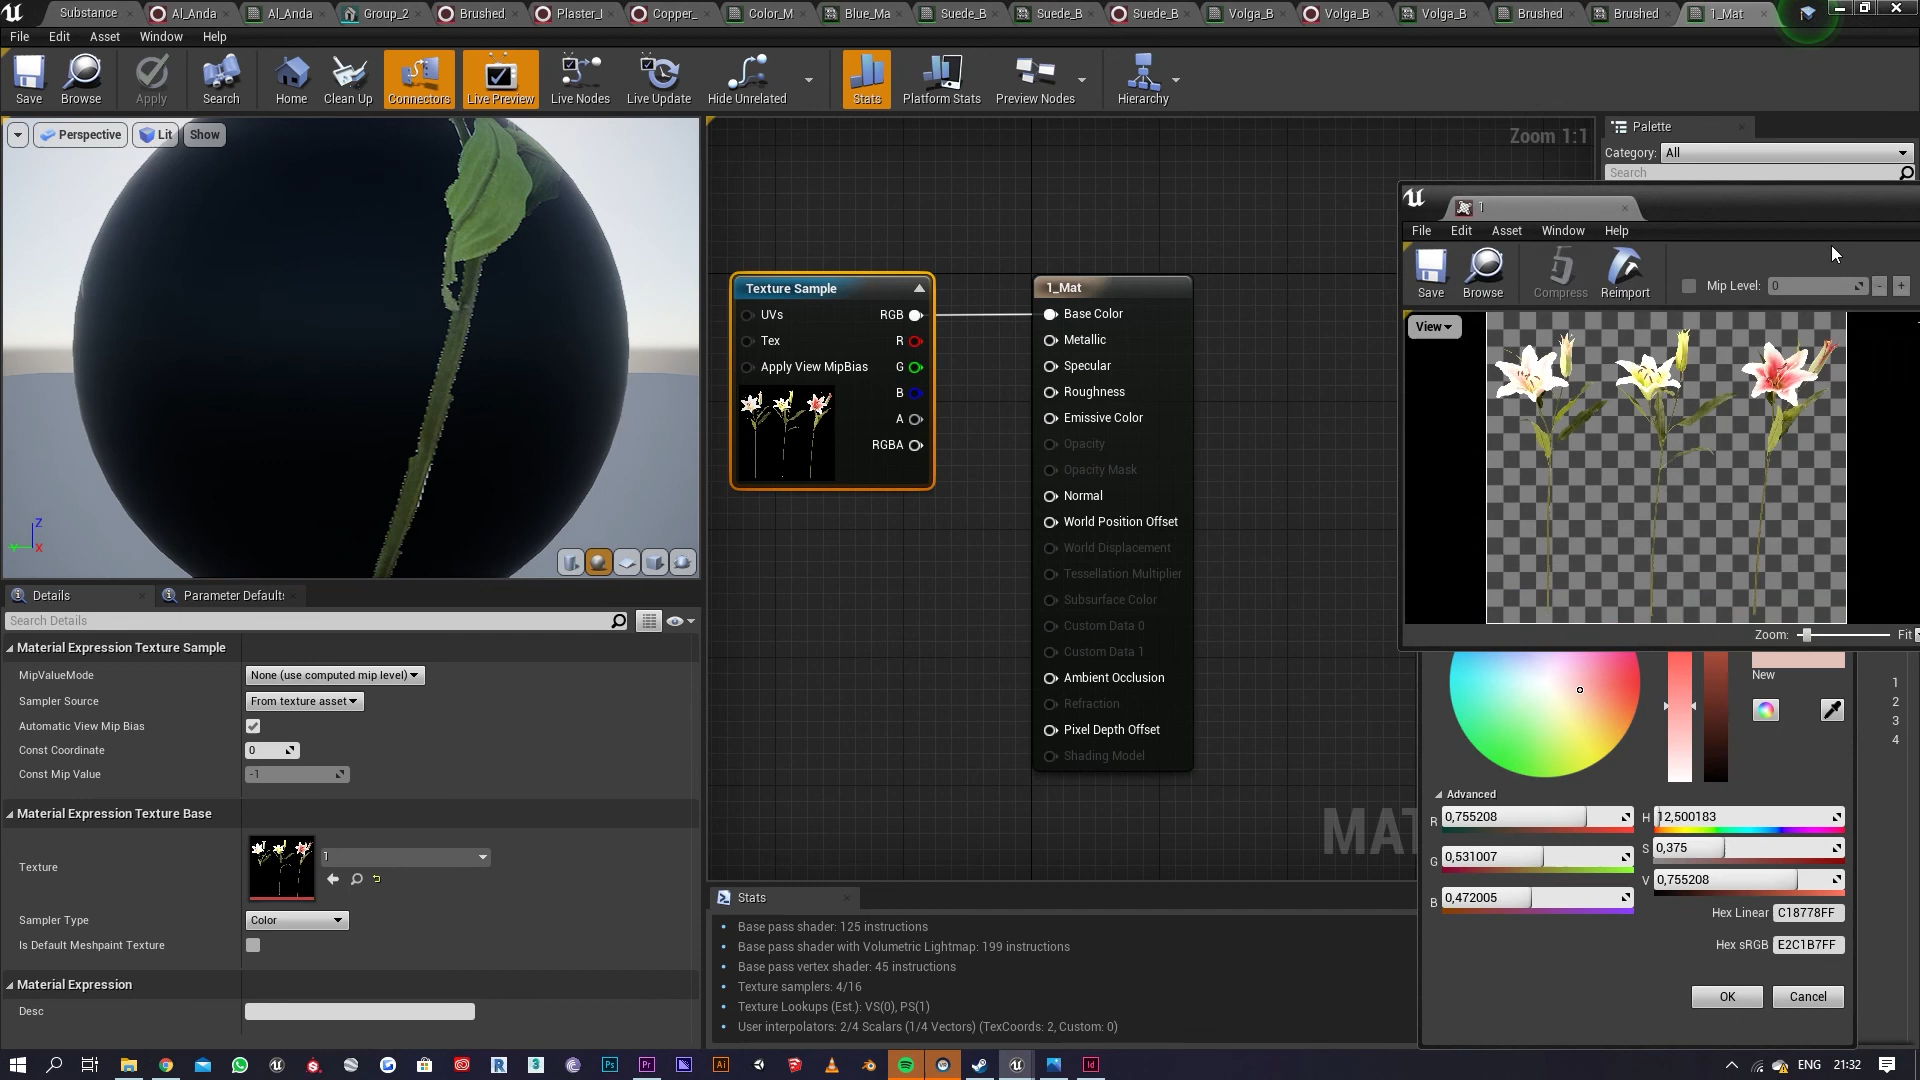 Substance
Al_Anda
Al_Anda
Group_2
Brushed
Plaster_I
Copper_
Color_M
Blue_Ma
Suede_B
Suede_B
Suede_B
Volga_B
Volga_B
Volga_B
Brushed
Brushed
1_Mat
File Edit Asset Window Help
Save
Browse
Apply
Search
Home
Clean Up
Connectors
Live Preview
Live Nodes
Live Update
Hide Unrelated
Stats
Platform Stats
Preview Nodes
Hierarchy
Perspective
Lit
Show
Z
Y
X
Zoom 1:1
Texture Sample
UVs
RGB
Tex
R
Apply View MipBias
G
B
A
RGBA
1_Mat
Base Color
Metallic
Specular
Roughness
Emissive Color
Opacity
Opacity Mask
Normal
World Position Offset
World Displacement
Tessellation Multiplier
Subsurface Color
Custom Data 0
Custom Data 1
Ambient Occlusion
Refraction
Pixel Depth Offset
Shading Model
MAT
Palette
Category: All
Search
1
File Edit Asset Window Help
Save
Browse
Compress
Reimport
Mip Level: 0 - +
View
Zoom: Fit
New
1
2
3
4
Advanced
R 0,755208
H 12,500183
G 0,531007
S 0,375
B 0,472005
V 0,755208
Hex Linear C18778FF
Hex sRGB E2C1B7FF
OK
Cancel
Details
Parameter Defaults
Search Details
Material Expression Texture Sample
MipValueMode None (use computed mip level)
Sampler Source From texture asset
Automatic View Mip Bias
Const Coordinate 0
Const Mip Value -1
Material Expression Texture Base
Texture 1
Sampler Type Color
Is Default Meshpaint Texture
Material Expression
Desc
Stats
Base pass shader: 125 instructions
Base pass shader with Volumetric Lightmap: 199 instructions
Base pass vertex shader: 45 instructions
Texture samplers: 4/16
Texture Lookups (Est.): VS(0), PS(1)
User interpolators: 2/4 Scalars (1/4 Vectors) (TexCoords: 2, Custom: 0)
R
3
Ps
Pr
Ai
Id
ENG
21:32